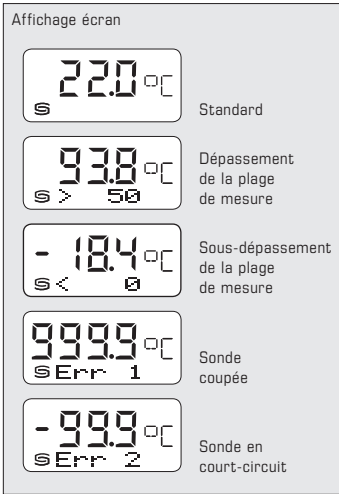 Affichage écran
22.0 °C
S
Standard
93.8 °C
S > 50
Dépassement
de la plage
de mesure
- 18.4 °C
S < 0
Sous-dépassement
de la plage
de mesure
999.9 °C
S Err 1
Sonde
coupée
- 99.9 °C
S Err 2
Sonde en
court-circuit